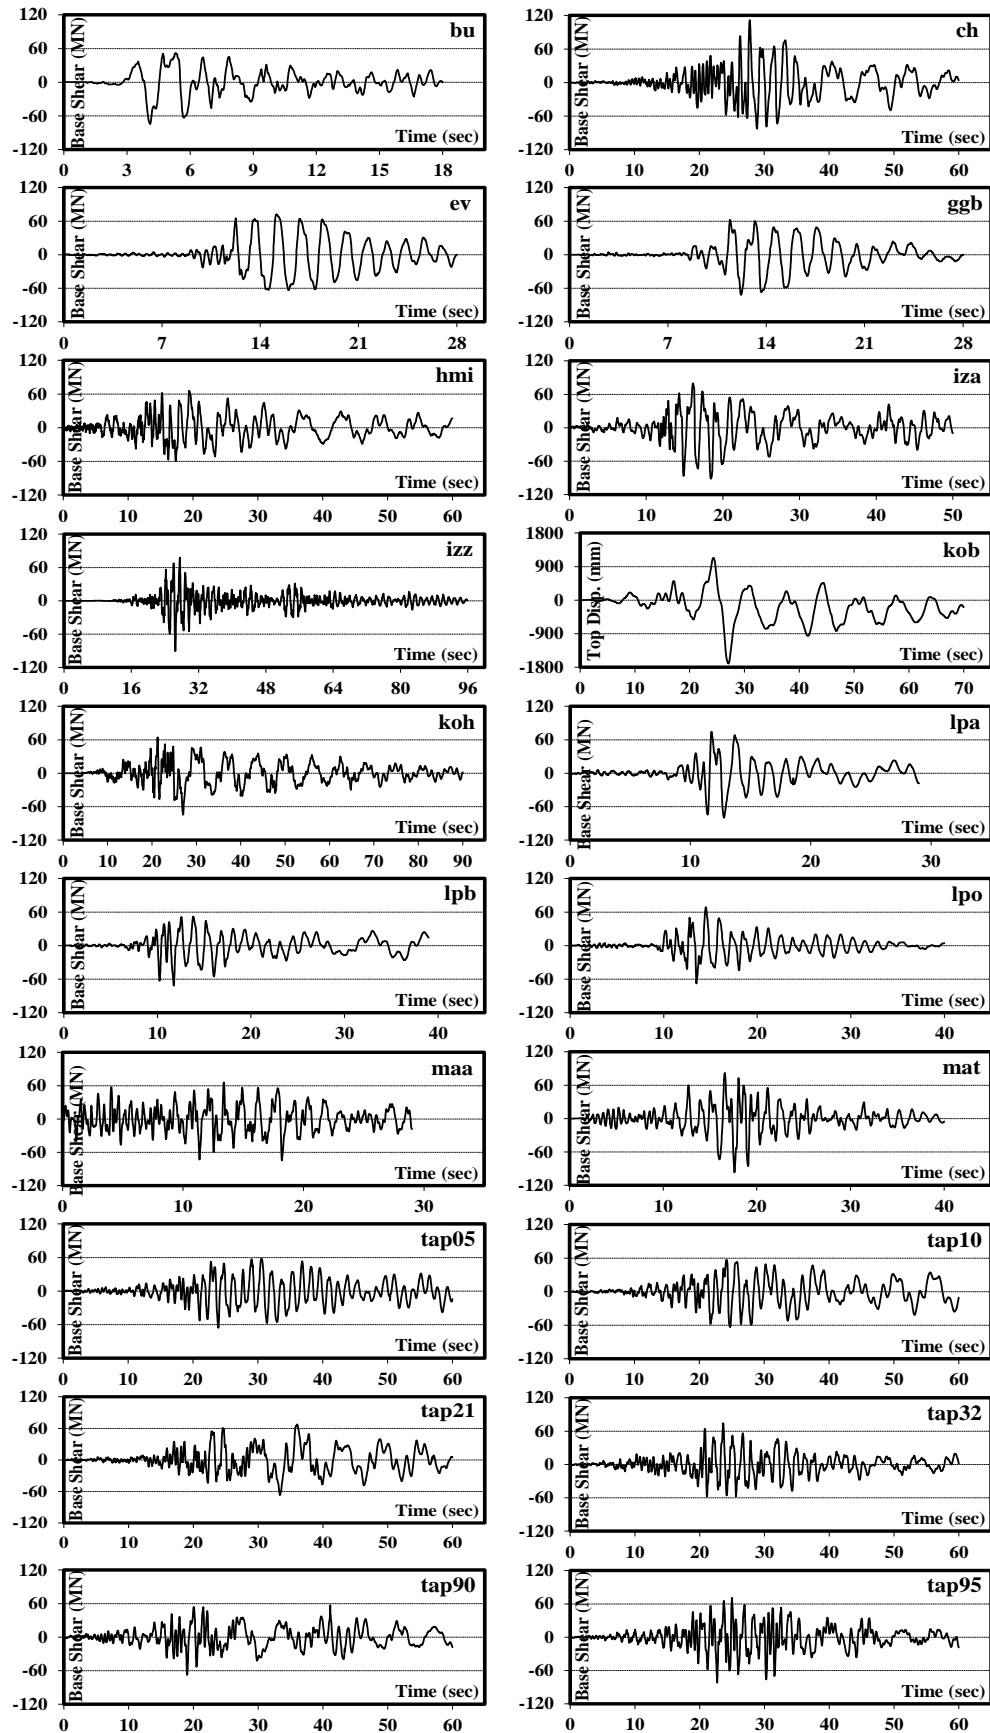 120
60
0
-60
-120
Base Shear (MN)
bu
Time (sec)
0 3 6 9 12 15 18
120
60
0
-60
-120
Base Shear (MN)
ch
Time (sec)
0 10 20 30 40 50 60
120
60
0
-60
-120
Base Shear (MN)
ev
Time (sec)
0 7 14 21 28
120
60
0
-60
-120
Base Shear (MN)
ggb
Time (sec)
0 7 14 21 28
120
60
0
-60
-120
Base Shear (MN)
hmi
Time (sec)
0 10 20 30 40 50 60
120
60
0
-60
-120
Base Shear (MN)
iza
Time (sec)
0 10 20 30 40 50
120
60
0
-60
-120
Base Shear (MN)
izz
Time (sec)
0 16 32 48 64 80 96
1800
900
0
-900
-1800
Top Disp. (mm)
kob
Time (sec)
0 10 20 30 40 50 60 70
120
60
0
-60
-120
Base Shear (MN)
koh
Time (sec)
0 10 20 30 40 50 60 70 80 90
120
60
0
-60
-120
Base Shear (MN)
lpa
Time (sec)
0 10 20 30
120
60
0
-60
-120
Base Shear (MN)
lpb
Time (sec)
0 10 20 30 40
120
60
0
-60
-120
Base Shear (MN)
lpo
Time (sec)
0 10 20 30 40
120
60
0
-60
-120
Base Shear (MN)
maa
Time (sec)
0 10 20 30
120
60
0
-60
-120
Base Shear (MN)
mat
Time (sec)
0 10 20 30 40
120
60
0
-60
-120
Base Shear (MN)
tap05
Time (sec)
0 10 20 30 40 50 60
120
60
0
-60
-120
Base Shear (MN)
tap10
Time (sec)
0 10 20 30 40 50 60
120
60
0
-60
-120
Base Shear (MN)
tap21
Time (sec)
0 10 20 30 40 50 60
120
60
0
-60
-120
Base Shear (MN)
tap32
Time (sec)
0 10 20 30 40 50 60
120
60
0
-60
-120
Base Shear (MN)
tap90
Time (sec)
0 10 20 30 40 50 60
120
60
0
-60
-120
Base Shear (MN)
tap95
Time (sec)
0 10 20 30 40 50 60